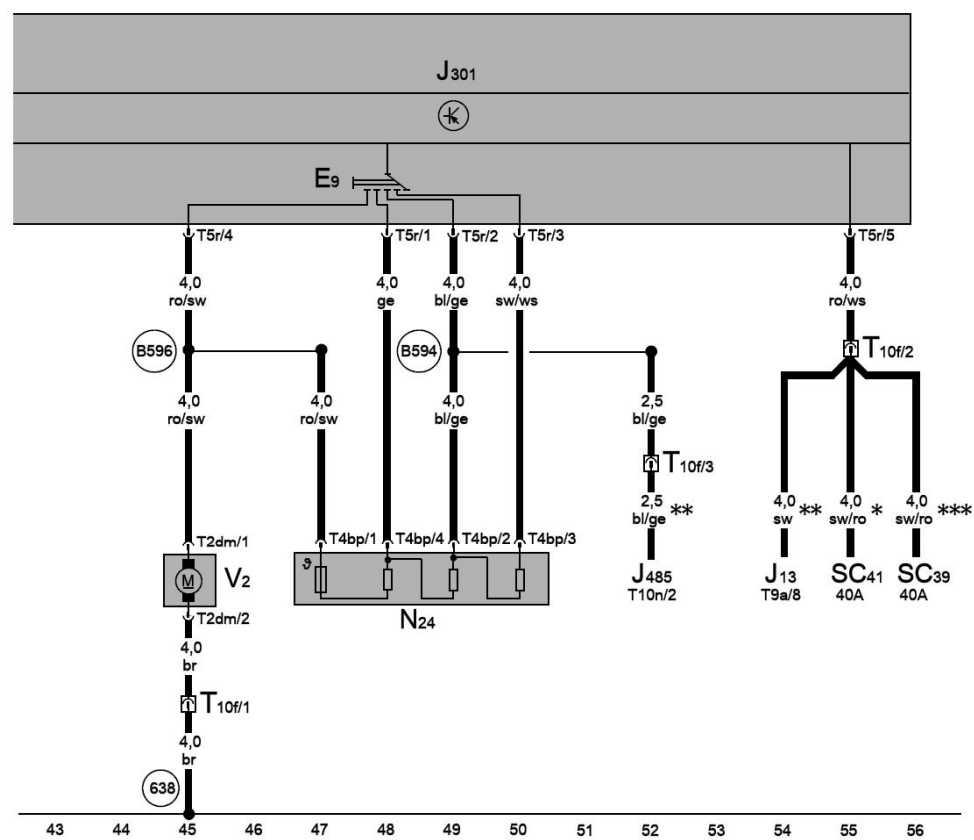 J301
E9
T5r/4 T5r/1 T5r/2 T5r/3 T5r/5
4,0 4,0 4,0 4,0 4,0
ro/sw ge bl/ge sw/ws ro/ws
B596 B594 T10f/2
4,0 4,0 4,0 2,5
ro/sw ro/sw bl/ge bl/ge
T10f/3
2,5 4,0 4,0 4,0
bl/ge ** sw ** sw/ro * sw/ro ***
T2dm/1 T4bp/1 T4bp/4 T4bp/2 T4bp/3
J485 J13 SC41 SC39
T10n/2 T9a/8 40A 40A
ϑ
M V2
N24
T2dm/2
4,0
br
T10f/1
4,0
br
638
43 44 45 46 47 48 49 50 51 52 53 54 55 56